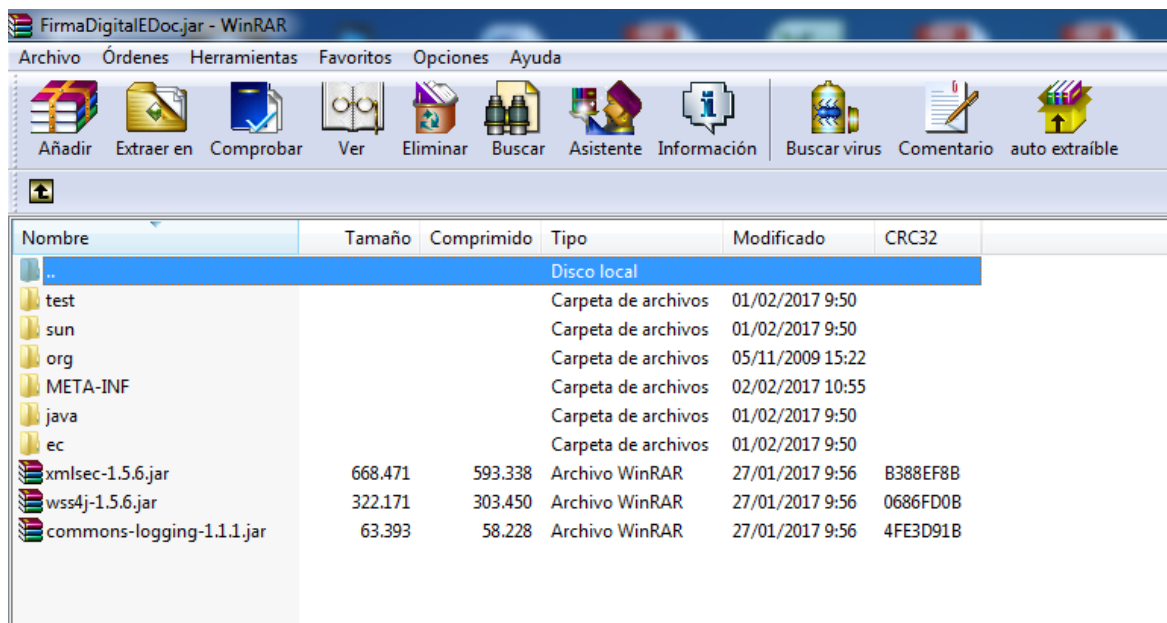 FirmaDigitalEDoc.jar - WinRAR
Archivo Órdenes Herramientas Favoritos Opciones Ayuda
Añadir Extraer en Comprobar Ver Eliminar Buscar Asistente Información Buscar virus Comentario auto extraíble
Nombre Tamaño Comprimido Tipo Modificado CRC32
.. Disco local
test Carpeta de archivos 01/02/2017 9:50
sun Carpeta de archivos 01/02/2017 9:50
org Carpeta de archivos 05/11/2009 15:22
META-INF Carpeta de archivos 02/02/2017 10:55
java Carpeta de archivos 01/02/2017 9:50
ec Carpeta de archivos 01/02/2017 9:50
xmlsec-1.5.6.jar 668.471 593.338 Archivo WinRAR 27/01/2017 9:56 B388EF8B
wss4j-1.5.6.jar 322.171 303.450 Archivo WinRAR 27/01/2017 9:56 0686FD0B
commons-logging-1.1.1.jar 63.393 58.228 Archivo WinRAR 27/01/2017 9:56 4FE3D91B